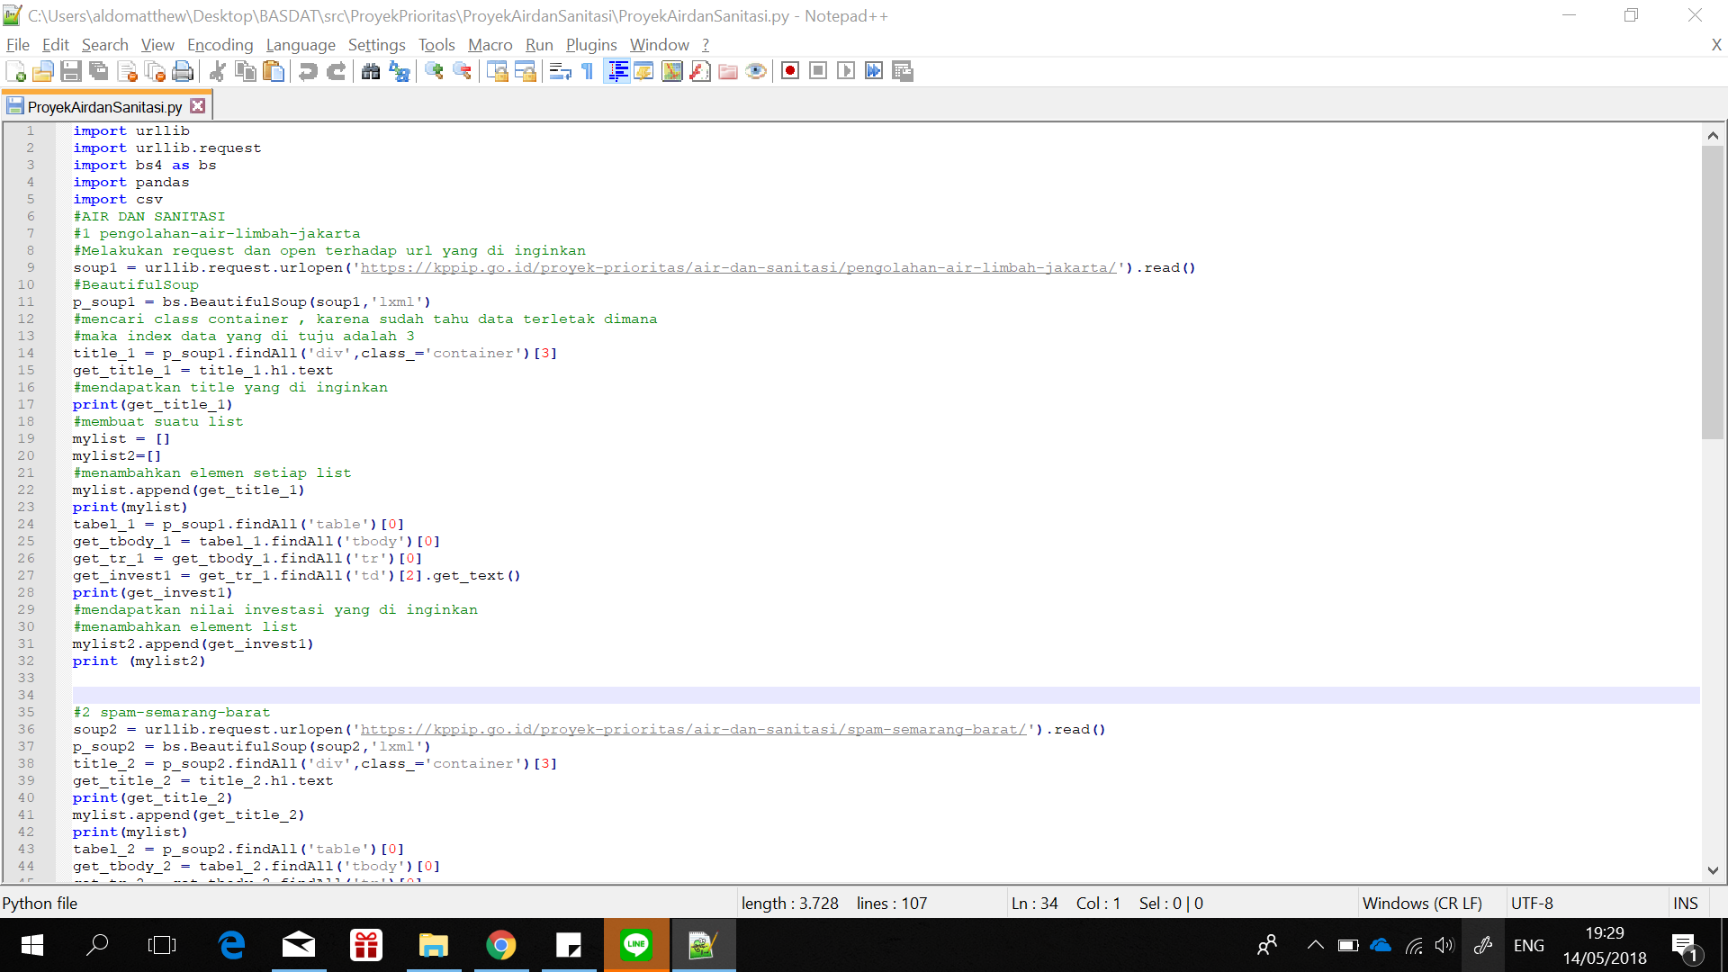 C:\Users\aldomatthew\Desktop\BASDAT\src\ProyekPrioritas\ProyekAirdanSanitasi\ProyekAirdanSanitasi.py - Notepad++
File Edit Search View Encoding Language Settings Tools Macro Run Plugins Window ? X
ProyekAirdanSanitasi.py
1 import urllib
2 import urllib.request
3 import bs4 as bs
4 import pandas
5 import csv
6 #AIR DAN SANITASI
7 #1 pengolahan-air-limbah-jakarta
8 #Melakukan request dan open terhadap url yang di inginkan
9 soup1 = urllib.request.urlopen('https://kppip.go.id/proyek-prioritas/air-dan-sanitasi/pengolahan-air-limbah-jakarta/').read()
10 #BeautifulSoup
11 p_soup1 = bs.BeautifulSoup(soup1,'lxml')
12 #mencari class container , karena sudah tahu data terletak dimana
13 #maka index data yang di tuju adalah 3
14 title_1 = p_soup1.findAll('div',class_='container')[3]
15 get_title_1 = title_1.h1.text
16 #mendapatkan title yang di inginkan
17 print(get_title_1)
18 #membuat suatu list
19 mylist = []
20 mylist2=[]
21 #menambahkan elemen setiap list
22 mylist.append(get_title_1)
23 print(mylist)
24 tabel_1 = p_soup1.findAll('table')[0]
25 get_tbody_1 = tabel_1.findAll('tbody')[0]
26 get_tr_1 = get_tbody_1.findAll('tr')[0]
27 get_invest1 = get_tr_1.findAll('td')[2].get_text()
28 print(get_invest1)
29 #mendapatkan nilai investasi yang di inginkan
30 #menambahkan element list
31 mylist2.append(get_invest1)
32 print (mylist2)
33
34
35 #2 spam-semarang-barat
36 soup2 = urllib.request.urlopen('https://kppip.go.id/proyek-prioritas/air-dan-sanitasi/spam-semarang-barat/').read()
37 p_soup2 = bs.BeautifulSoup(soup2,'lxml')
38 title_2 = p_soup2.findAll('div',class_='container')[3]
39 get_title_2 = title_2.h1.text
40 print(get_title_2)
41 mylist.append(get_title_2)
42 print(mylist)
43 tabel_2 = p_soup2.findAll('table')[0]
44 get_tbody_2 = tabel_2.findAll('tbody')[0]
Python file length : 3.728 lines : 107 Ln : 34 Col : 1 Sel : 0 | 0 Windows (CR LF) UTF-8 INS
LINE
ENG
19:29
14/05/2018
1